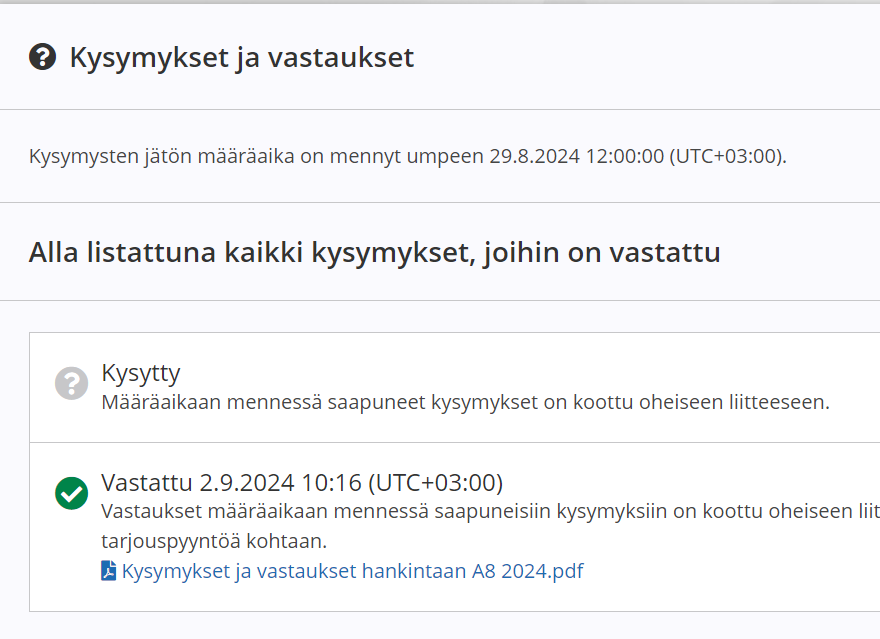 Kysymykset ja vastaukset
Kysymysten jätön määräaika on mennyt umpeen 29.8.2024 12:00:00 (UTC+03:00).
Alla listattuna kaikki kysymykset, joihin on vastattu
Kysytty
Määräaikaan mennessä saapuneet kysymykset on koottu oheiseen liitteeseen.
Vastattu 2.9.2024 10:16 (UTC+03:00)
Vastaukset määräaikaan mennessä saapuneisiin kysymyksiin on koottu oheiseen
tarjouspyyntöä kohtaan.
Kysymykset ja vastaukset hankintaan A8 2024.pdf